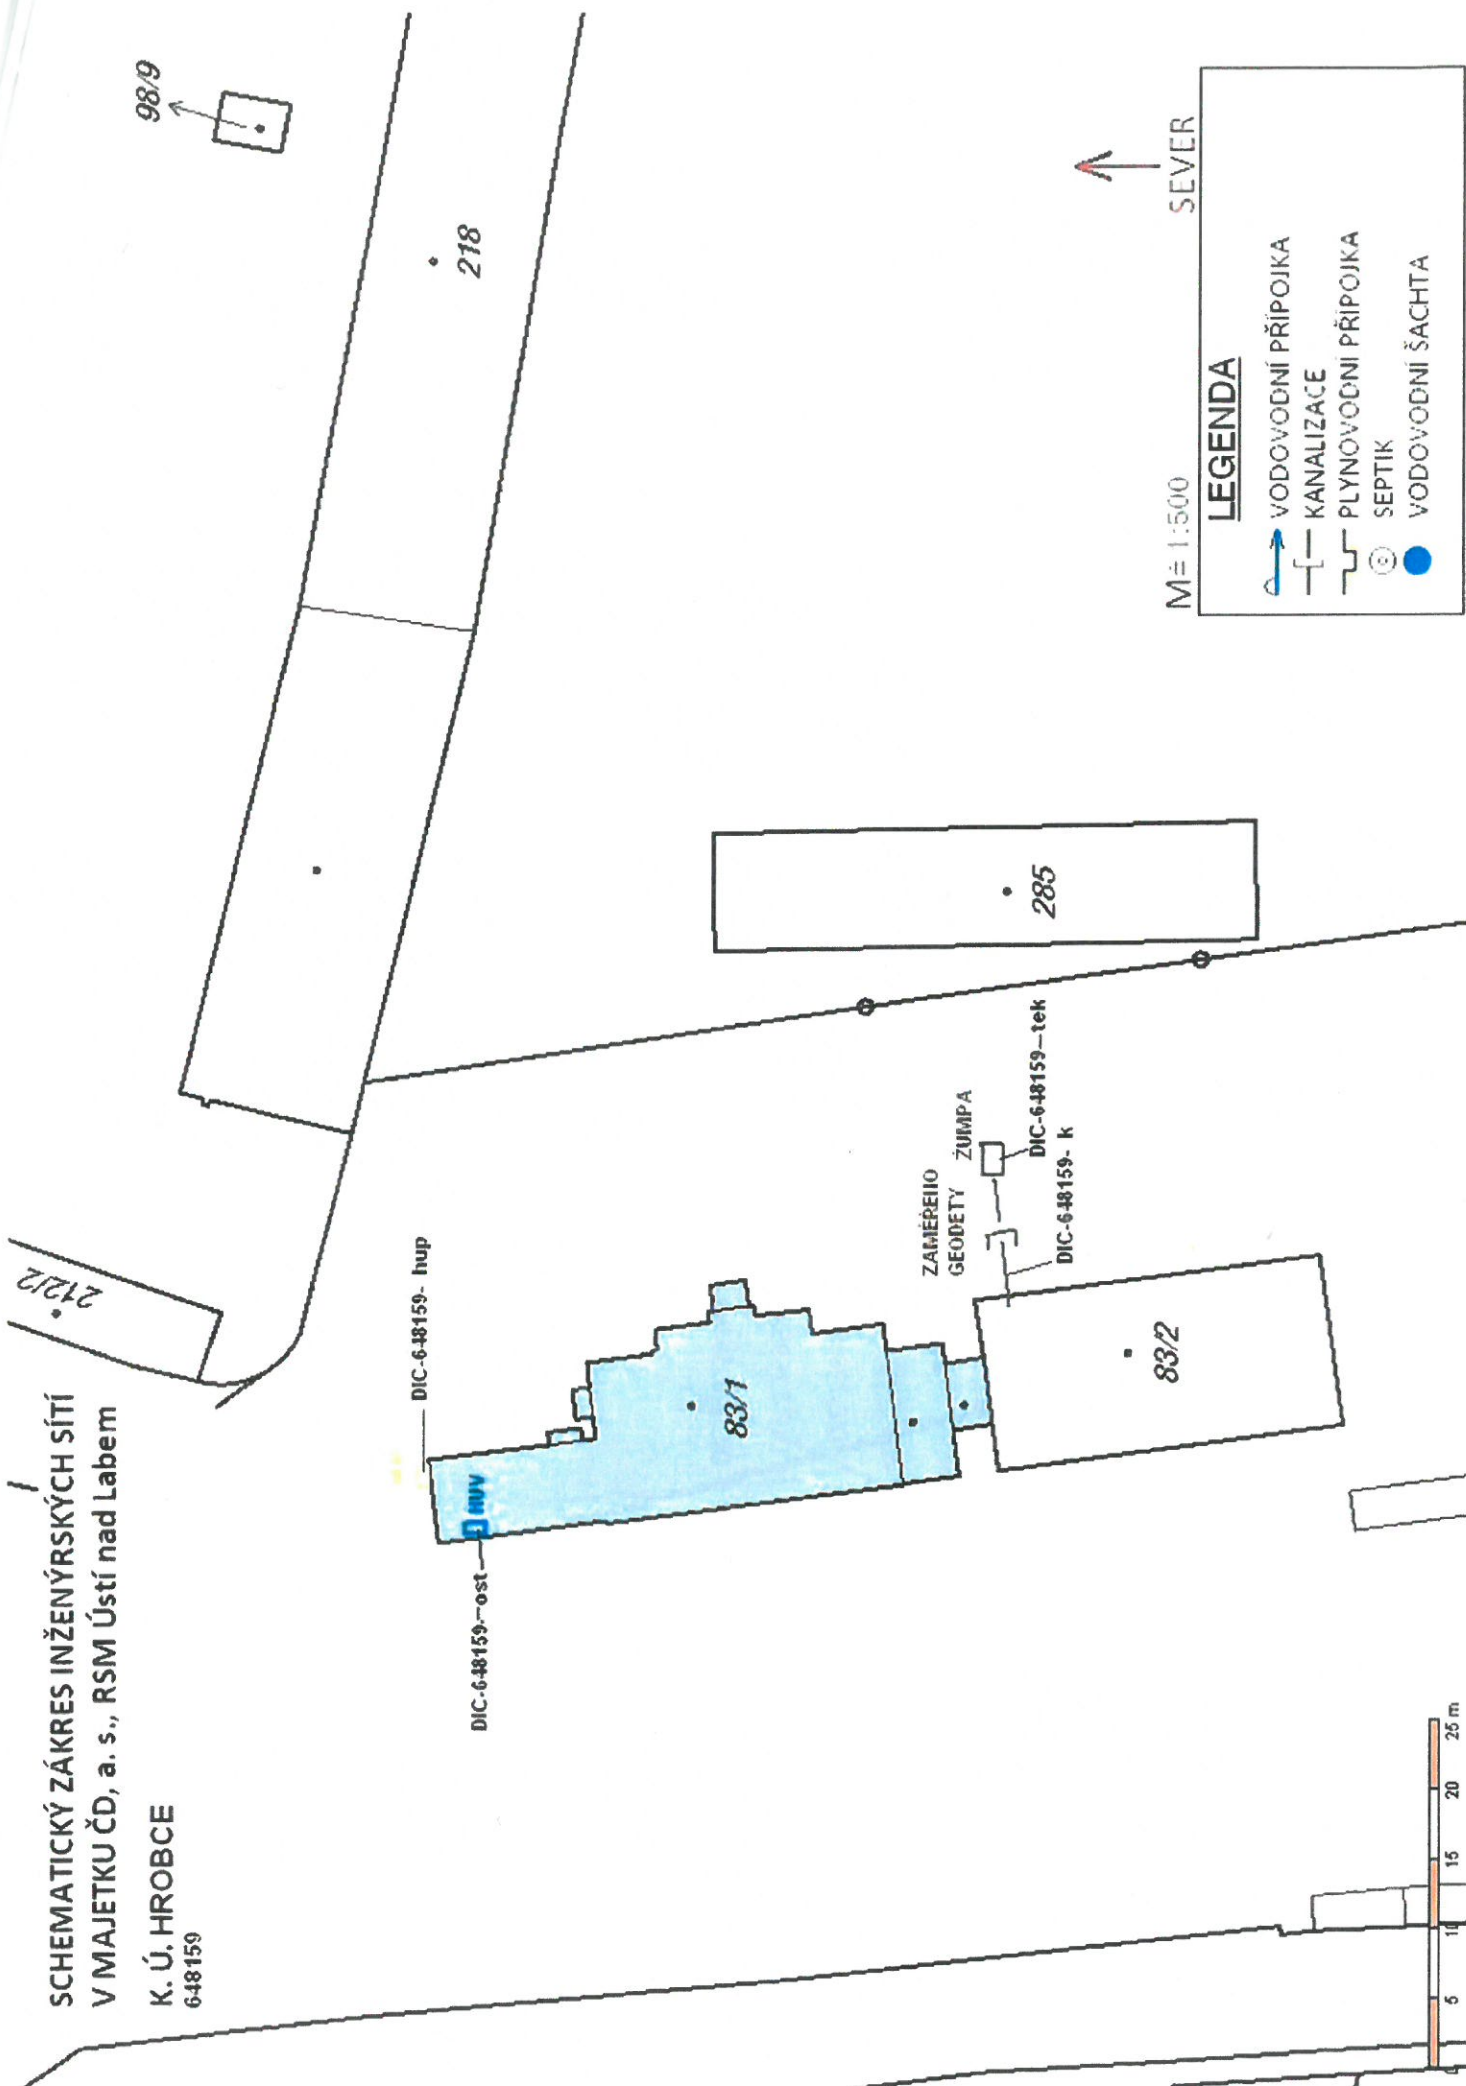 SCHEMATICKÝ ZÁKRES INŽENÝRSKÝCH SÍTÍ
V MAJETKU ČD, a. s., RSM Ústí nad Labem
K. Ú. HROBCE
648159
212/2
98/9
218
DIC-648159- hup
HUV
DIC-648159-ost
83/1
ZAMĚŘENO
GEODETY
ŽUMPA
DIC-648159-tek
DIC-648159- k
83/2
285
SEVER
M= 1:500
LEGENDA
VODOVODNÍ PŘÍPOJKA
KANALIZACE
PLYNOVODNÍ PŘÍPOJKA
SEPTIK
VODOVODNÍ ŠACHTA
5 10 15 20 25 m